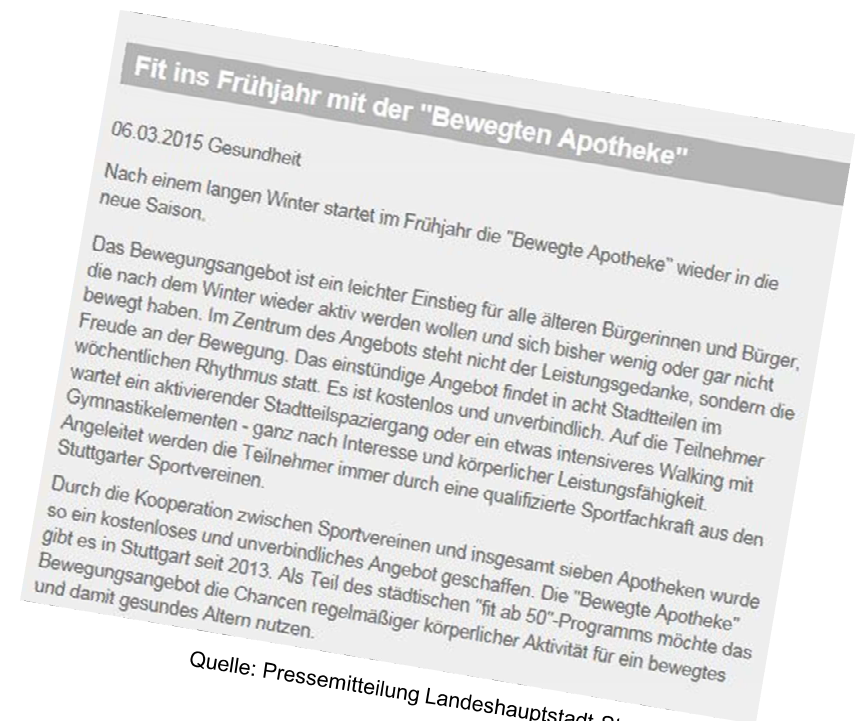 Fit ins Frühjahr mit der "Bewegten Apotheke"
06.03.2015 Gesundheit
Nach einem langen Winter startet im Frühjahr die "Bewegte Apotheke" wieder in die
neue Saison.
Das Bewegungsangebot ist ein leichter Einstieg für alle älteren Bürgerinnen und Bürger,
die nach dem Winter wieder aktiv werden wollen und sich bisher wenig oder gar nicht
bewegt haben. Im Zentrum des Angebots steht nicht der Leistungsgedanke, sondern die
Freude an der Bewegung. Das einstündige Angebot findet in acht Stadtteilen im
wöchentlichen Rhythmus statt. Es ist kostenlos und unverbindlich. Auf die Teilnehmer
wartet ein aktivierender Stadtteilspaziergang oder ein etwas intensiveres Walking mit
Gymnastikelementen - ganz nach Interesse und körperlicher Leistungsfähigkeit.
Angeleitet werden die Teilnehmer immer durch eine qualifizierte Sportfachkraft aus den
Stuttgarter Sportvereinen.
Durch die Kooperation zwischen Sportvereinen und insgesamt sieben Apotheken wurde
so ein kostenloses und unverbindliches Angebot geschaffen. Die "Bewegte Apotheke"
gibt es in Stuttgart seit 2013. Als Teil des städtischen "fit ab 50"-Programms möchte das
Bewegungsangebot die Chancen regelmäßiger körperlicher Aktivität für ein bewegtes
und damit gesundes Altern nutzen.
Quelle: Pressemitteilung Landeshauptstadt